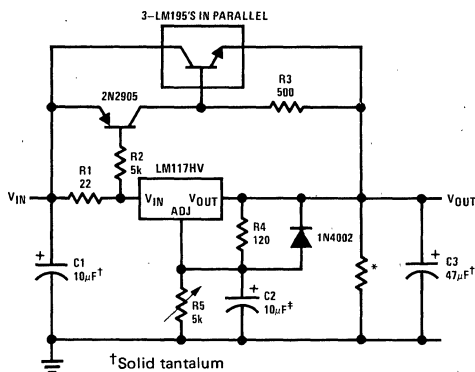 3–LM195'S IN PARALLEL
2N2905
R3
500
R2
5k
LM117HV
R1
22
VIN
VIN
VOUT
ADJ
VOUT
R4
120
1N4002
*
C1
10μF†
R5
5k
C2
10μF‡
C3
47μF†
†Solid tantalum